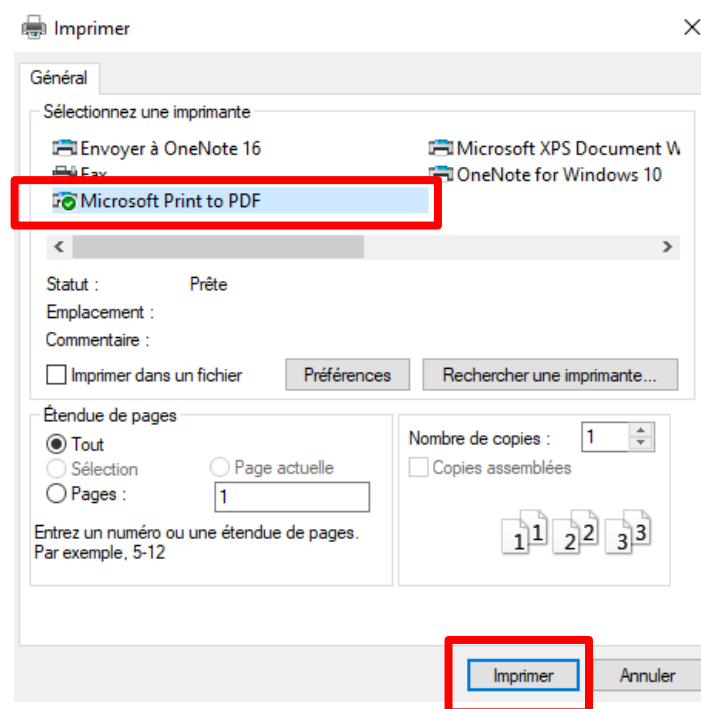 Imprimer
Général
Sélectionnez une imprimante
Envoyer à OneNote 16
Microsoft XPS Document W
Fax
OneNote for Windows 10
Microsoft Print to PDF
Statut : Prête
Emplacement :
Commentaire :
Imprimer dans un fichier
Préférences
Rechercher une imprimante...
Étendue de pages
Tout
Sélection
Page actuelle
Pages : 1
Entrez un numéro ou une étendue de pages.
Par exemple, 5-12
Nombre de copies : 1
Copies assemblées
1 1 2 2 3 3
Imprimer
Annuler